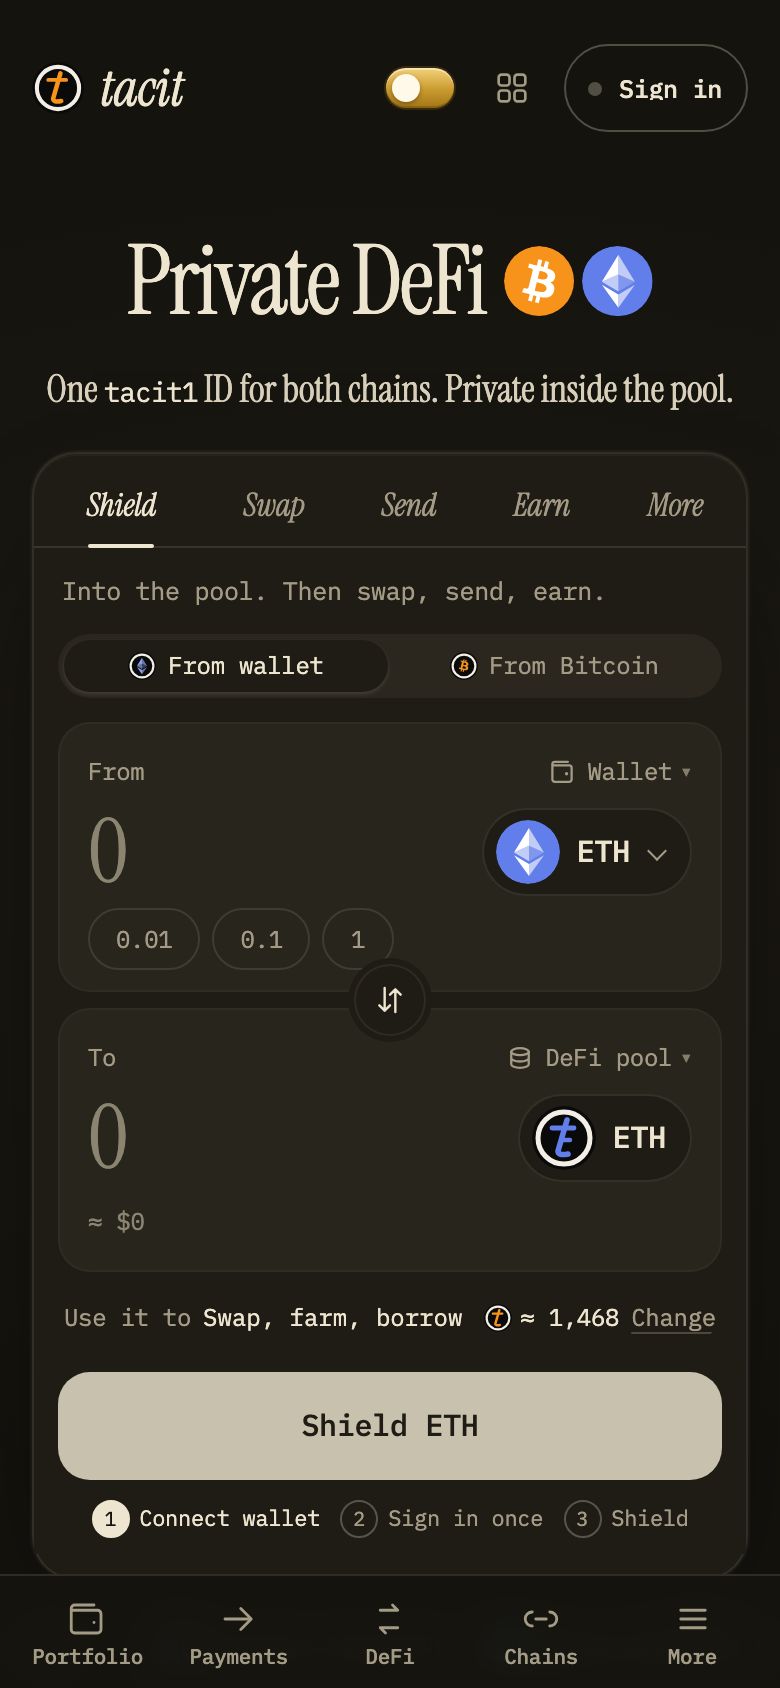 tacit
Sign in
Private DeFi
One tacit1 ID for both chains. Private inside the pool.
Shield Swap Send Earn More
Into the pool. Then swap, send, earn.
From wallet From Bitcoin
From Wallet
0 ETH
0.01 0.1 1
To DeFi pool
0 ETH
≈ $0
Use it to Swap, farm, borrow ≈ 1,468 Change
Shield ETH
1 Connect wallet 2 Sign in once 3 Shield
Portfolio Payments DeFi Chains More